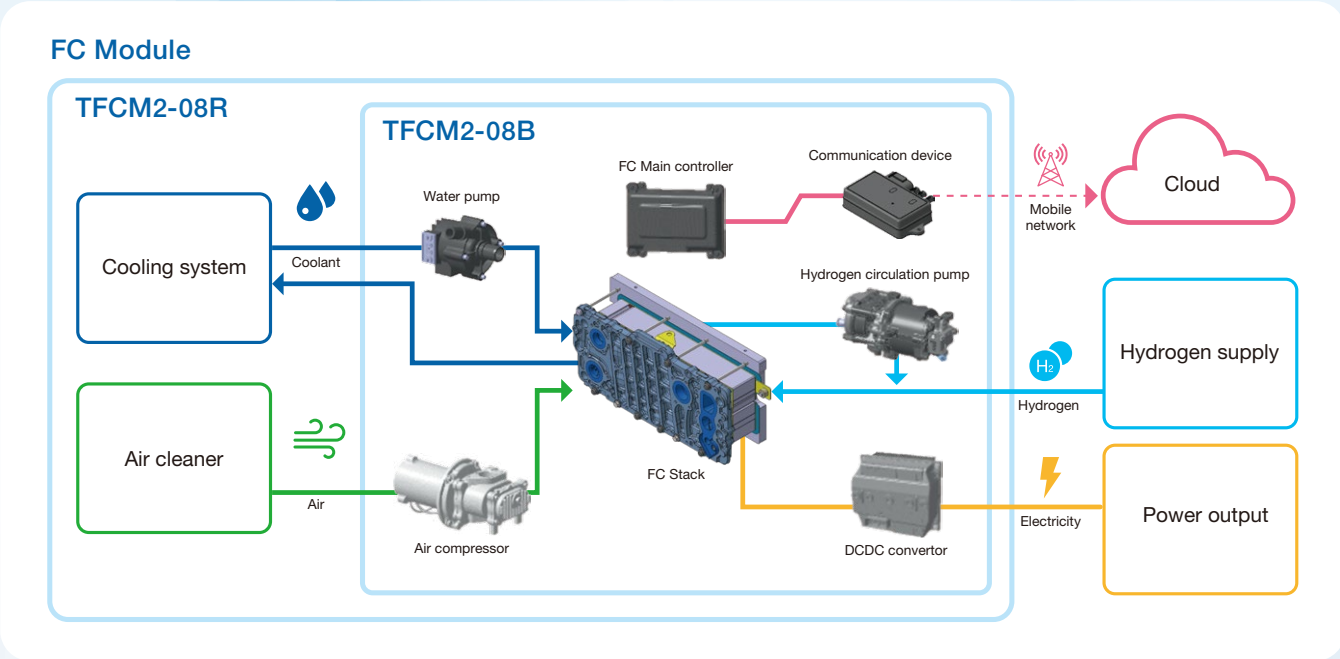 FC Module
TFCM2-08R
TFCM2-08B
FC Main controller
Communication device
Mobile
network
Cloud
Water pump
Cooling system
Coolant
Hydrogen circulation pump
Hydrogen supply
H2
Hydrogen
Air cleaner
Air
Air compressor
FC Stack
DCDC convertor
Electricity
Power output